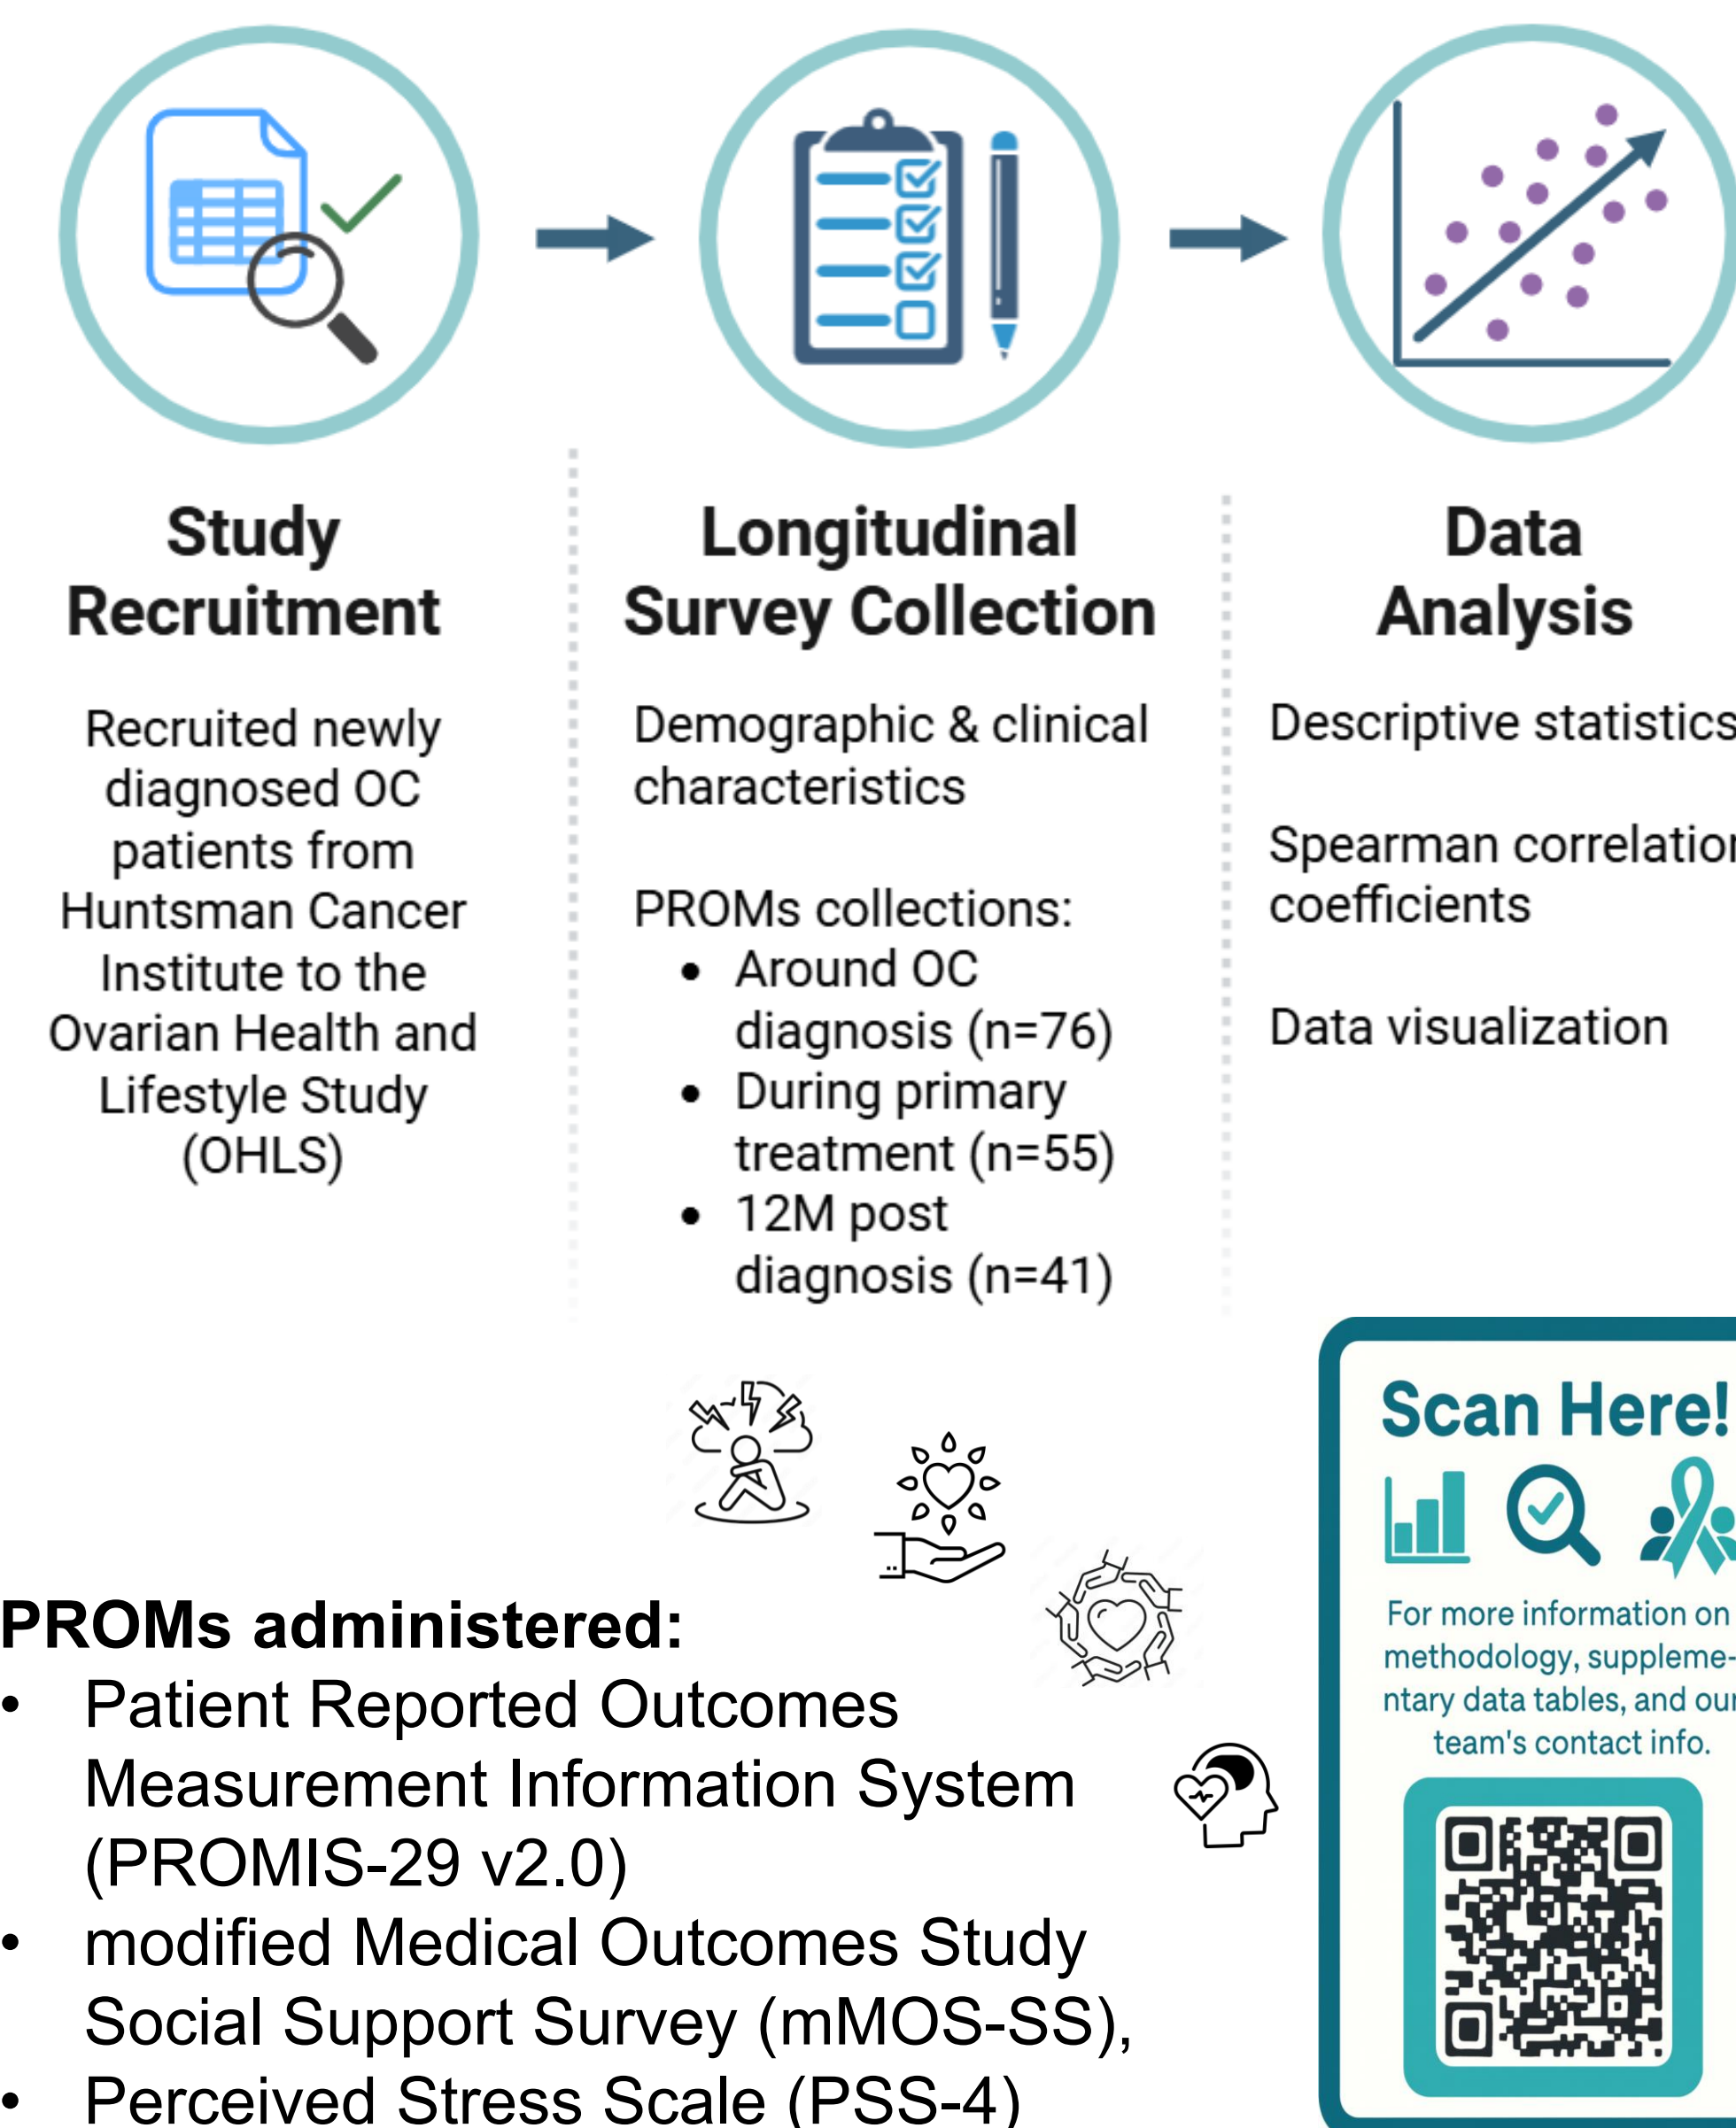 Study
Recruitment
Recruited newly
diagnosed OC
patients from
Huntsman Cancer
Institute to the
Ovarian Health and
Lifestyle Study
(OHLS)
Longitudinal
Survey Collection
Demographic & clinical
characteristics
PROMs collections:
• Around OC
diagnosis (n=76)
• During primary
treatment (n=55)
• 12M post
diagnosis (n=41)
Data
Analysis
Descriptive statistics
Spearman correlation
coefficients
Data visualization
PROMs administered:
• Patient Reported Outcomes
Measurement Information System
(PROMIS-29 v2.0)
• modified Medical Outcomes Study
Social Support Survey (mMOS-SS),
• Perceived Stress Scale (PSS-4)
Scan Here!
For more information on
methodology, suppleme-
ntary data tables, and our
team's contact info.